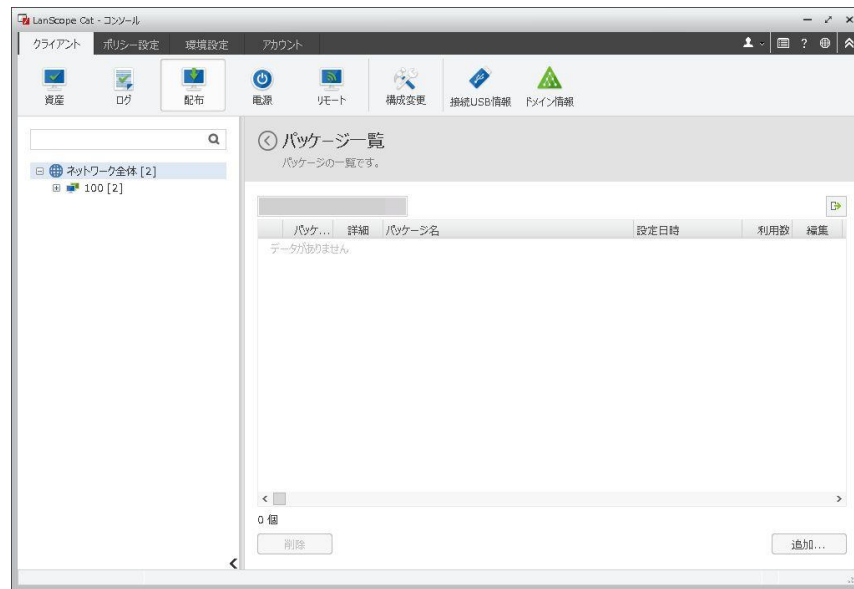 LanScope Cat - コンソール
クライアント ポリシー設定 環境設定 アカウント
資産 ログ 配布 電源 リモート 構成変更 接続USB情報 ドメイン情報
パッケージ一覧
パッケージの一覧です。
ネットワーク全体 [2]
100 [2]
パッケ... 詳細 パッケージ名 設定日時 利用数 編集
データがありません
0 個
削除 追加...